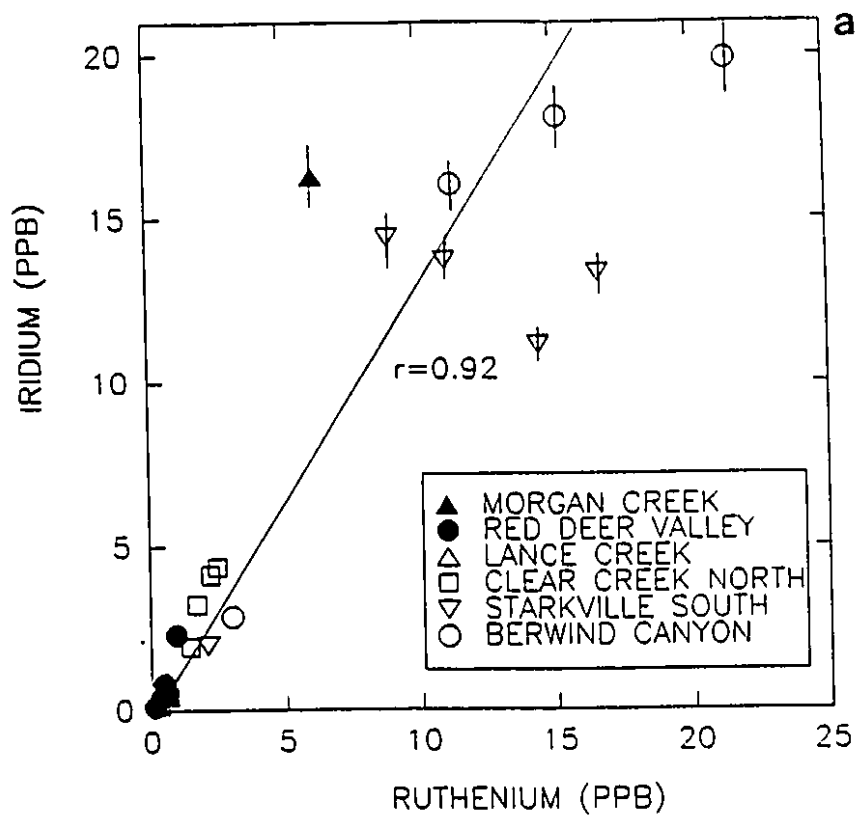 a
20
15
10
5
0
IRIDIUM (PPB)
r=0.92
MORGAN CREEK
RED DEER VALLEY
LANCE CREEK
CLEAR CREEK NORTH
STARKVILLE SOUTH
BERWIND CANYON
0 5 10 15 20 25
RUTHENIUM (PPB)